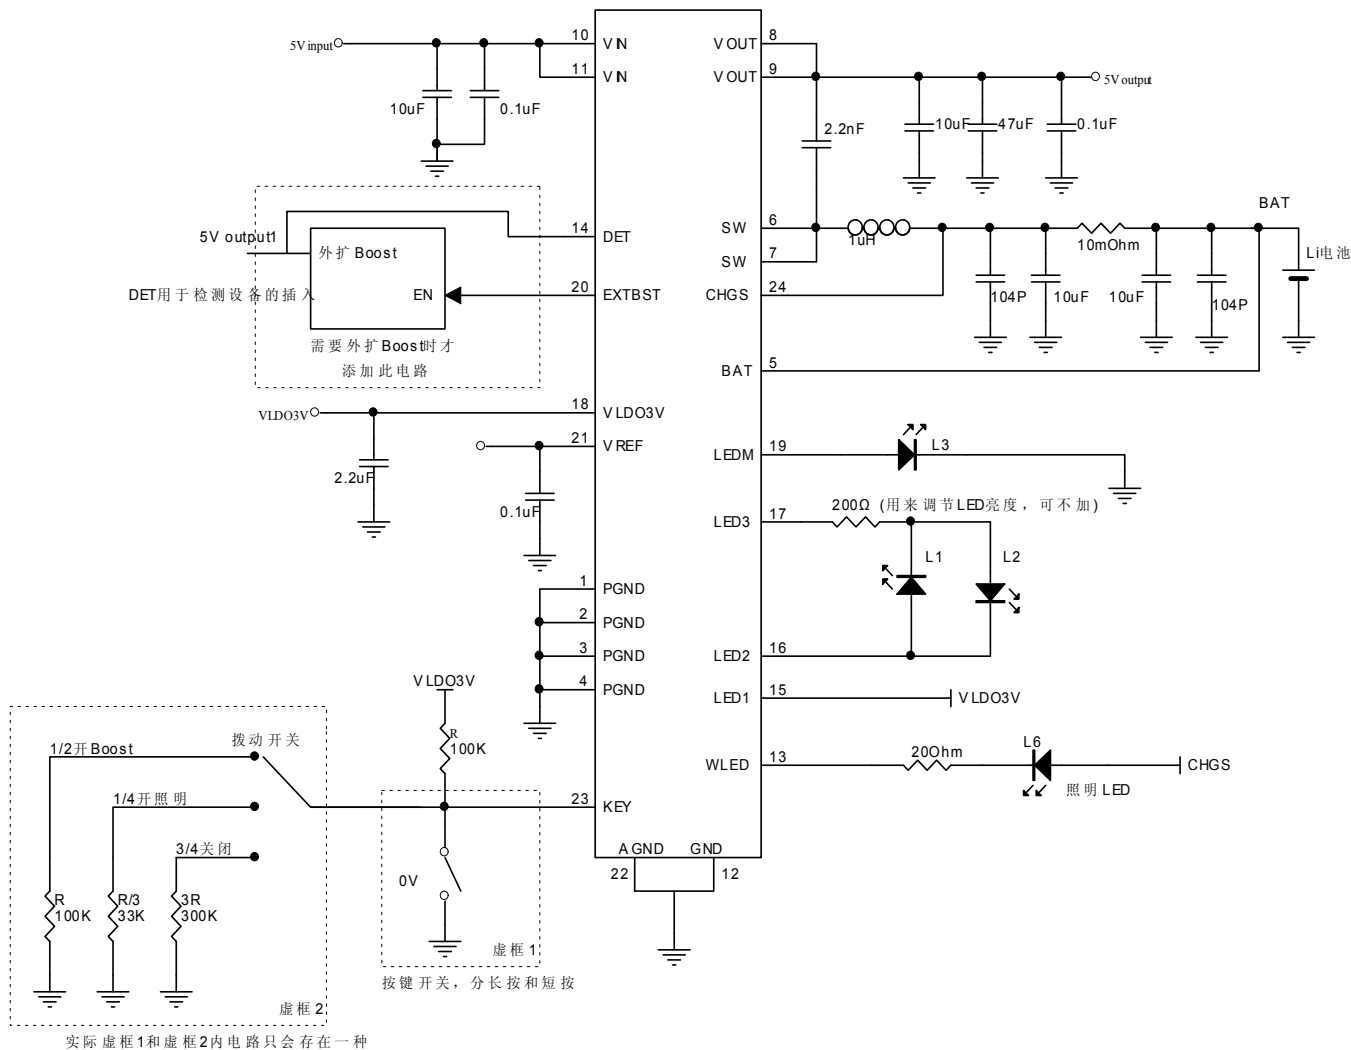 5V input
10
VIN
11
VIN
10uF
0.1uF
VOUT
8
VOUT
9
5V output
2.2nF
10uF
47uF
0.1uF
5V output1
外扩Boost
14
DET
DET用于检测设备的插入
EN
20
EXTBST
需要外扩Boost时才
添加此电路
SW
6
SW
7
CHGS
24
1uH
10mOhm
BAT
Li电池
104P
10uF
10uF
104P
BAT
5
VLDO3V
18
VLDO3V
21
VREF
2.2uF
0.1uF
LEDM
19
L3
200Ω (用来调节LED亮度，可不加)
LED3
17
L1
L2
LED2
16
LED1
15
VLDO3V
1
PGND
2
PGND
3
PGND
4
PGND
WLED
13
20Ohm
L6
CHGS
照明LED
VLDO3V
R
100K
23
KEY
AGND
GND
22
12
拨动开关
1/2开Boost
1/4开照明
3/4关闭
R
100K
R/3
33K
3R
300K
虚框2
0V
虚框1
按键开关，分长按和短按
实际虚框1和虚框2内电路只会存在一种